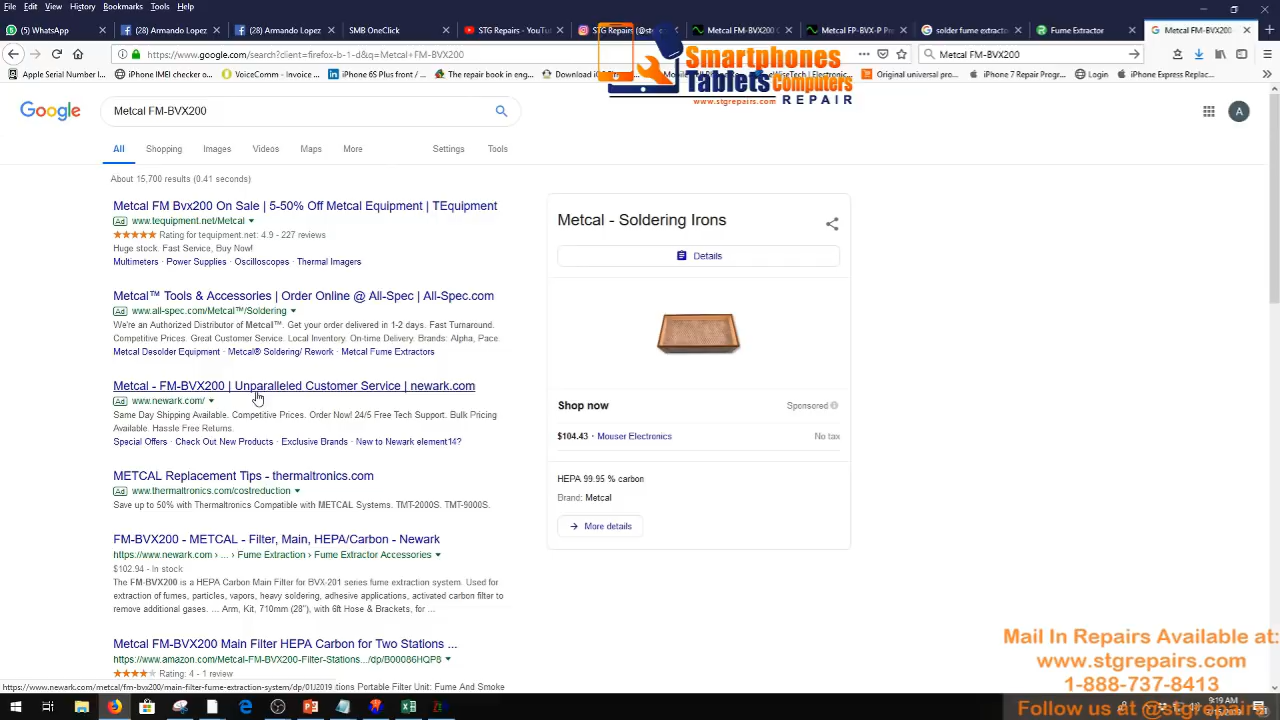 File Edit View History Bookmarks Tools Help
(5) WhatsApp
(28) Armando Lopez
(32) Armando Lopez
SMB OneClick
STG Repairs - YouT
STG Repairs (@st
Metcal FM-BVX200
Metcal FP-BVX-P Pr
solder fume extracto
Fume Extractor
Metcal FM-BVX200
https://www.google.com/search?client=firefox-b-1-d&q=Metcal+FM-BVX200
Metcal FM-BVX200
Apple Serial Number
iPhone IMEI checker
VoiceComm - Invoice
iPhone 6S Plus front /
The repair book in eng
Original universal pro
iPhone 7 Repair Progr
Login
iPhone Express Replac
Smartphones
Tablets Computers
www.stgrepairs.com REPAIR
Google
Metcal FM-BVX200
A
All Shopping Images Videos Maps More Settings Tools
About 15,700 results (0.41 seconds)
Metcal FM Bvx200 On Sale | 5-50% Off Metcal Equipment | TEquipment
Ad www.tequipment.net/Metcal
Rating for tequipment.net: 4.9 - 227 reviews
Huge stock. Fast Service, Buy Now!
Multimeters · Power Supplies · Oscilloscopes · Thermal Imagers
Metcal™ Tools & Accessories | Order Online @ All-Spec | All-Spec.com
Ad www.all-spec.com/Metcal™/Soldering
We're an Authorized Distributor of Metcal™. Get your order delivered in 1-2 days. Fast Turnaround.
Competitive Prices. Great Customer Service. Local Inventory. On-time Delivery. Brands: Alpha, Pace.
Metcal Desolder Equipment · Metcal® Soldering/ Rework · Metcal Fume Extractors
Metcal - FM-BVX200 | Unparalleled Customer Service | newark.com
Ad www.newark.com/
Same Day Shipping Available. Competitive Prices. Order Now! 24/5 Free Tech Support. Bulk Pricing
Available. Hassle Free Returns.
Special Offers · Check Out New Products · Exclusive Brands · New to Newark element14?
METCAL Replacement Tips - thermaltronics.com
Ad www.thermaltronics.com/costreduction
Save up to 50% with Thermaltronics Compatible with METCAL Systems. TMT-2000S. TMT-9000S.
FM-BVX200 - METCAL - Filter, Main, HEPA/Carbon - Newark
https://www.newark.com › ... › Fume Extraction › Fume Extractor Accessories
$102.94 - In stock
The FM-BVX200 is a HEPA Carbon Main Filter for BVX-201 series fume extraction system. Used for
extraction of fumes, particles, vapors, heavy soldering, adhesive applications, activated carbon filter to
remove additional gases. ... Arm, Kit, 710mm (28"), with 6ft Hose & Brackets, for ...
Metcal FM-BVX200 Main Filter HEPA Carbon for Two Stations ...
https://www.amazon.com/Metcal-FM-BVX200-Filter-Stations.../dp/B00086HQP8
Rating: 4 - 1 review
https://www.newark.com/metcal/fm-bvx200/main-filter-fume-extraction-system/dp/01J2019
tions Potable Filter Unit: Fume And Smoke
Metcal - Soldering Irons
Details
Shop now Sponsored
$104.43 · Mouser Electronics No tax
HEPA 99.95 % carbon
Brand: Metcal
More details
Mail In Repairs Available at:
www.stgrepairs.com
1-888-737-8413
Follow us at @stgrepairs
9:19 AM